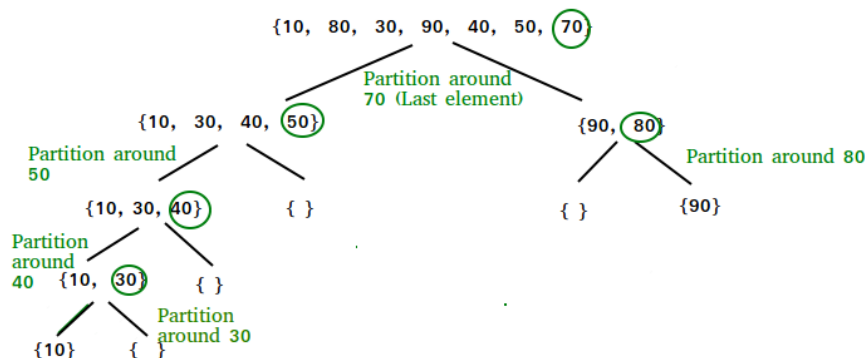 {10, 80, 30, 90, 40, 50, 70}
Partition around
70 (Last element)
{10, 30, 40, 50}
{90, 80}
Partition around
50
Partition around 80
{10, 30, 40}
{ }
{ }
{90}
Partition
around
40
{10, 30}
{ }
Partition
around 30
{10}
{ }